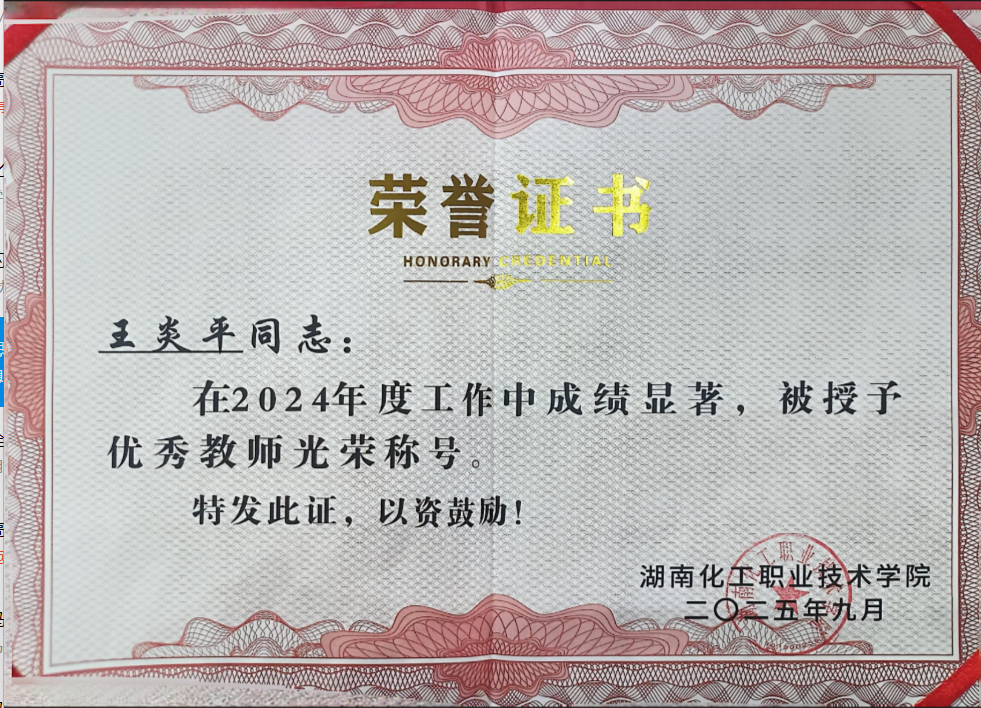 荣誉证书
HONORARY CREDENTIAL
王炎平同志：
在2024年度工作中成绩显著，被授予
优秀教师光荣称号。
特发此证，以资鼓励！
湖南化工职业技术学院
二〇二五年九月